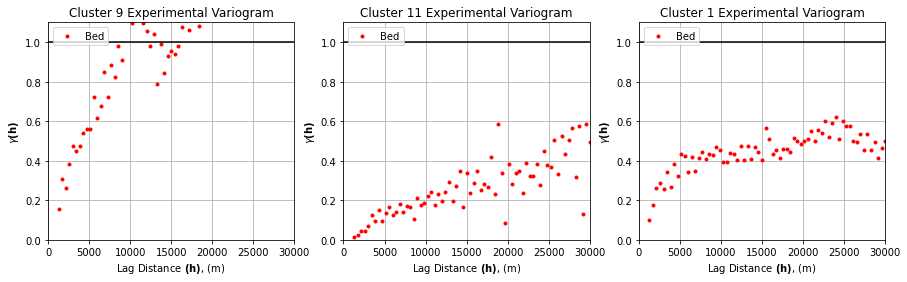 Cluster 9 Experimental Variogram
Bed
γ(h)
1.0
0.8
0.6
0.4
0.2
0.0
0 5000 10000 15000 20000 25000 30000
Lag Distance (h), (m)
Cluster 11 Experimental Variogram
Bed
γ(h)
1.0
0.8
0.6
0.4
0.2
0.0
0 5000 10000 15000 20000 25000 30000
Lag Distance (h), (m)
Cluster 1 Experimental Variogram
Bed
γ(h)
1.0
0.8
0.6
0.4
0.2
0.0
0 5000 10000 15000 20000 25000 30000
Lag Distance (h), (m)